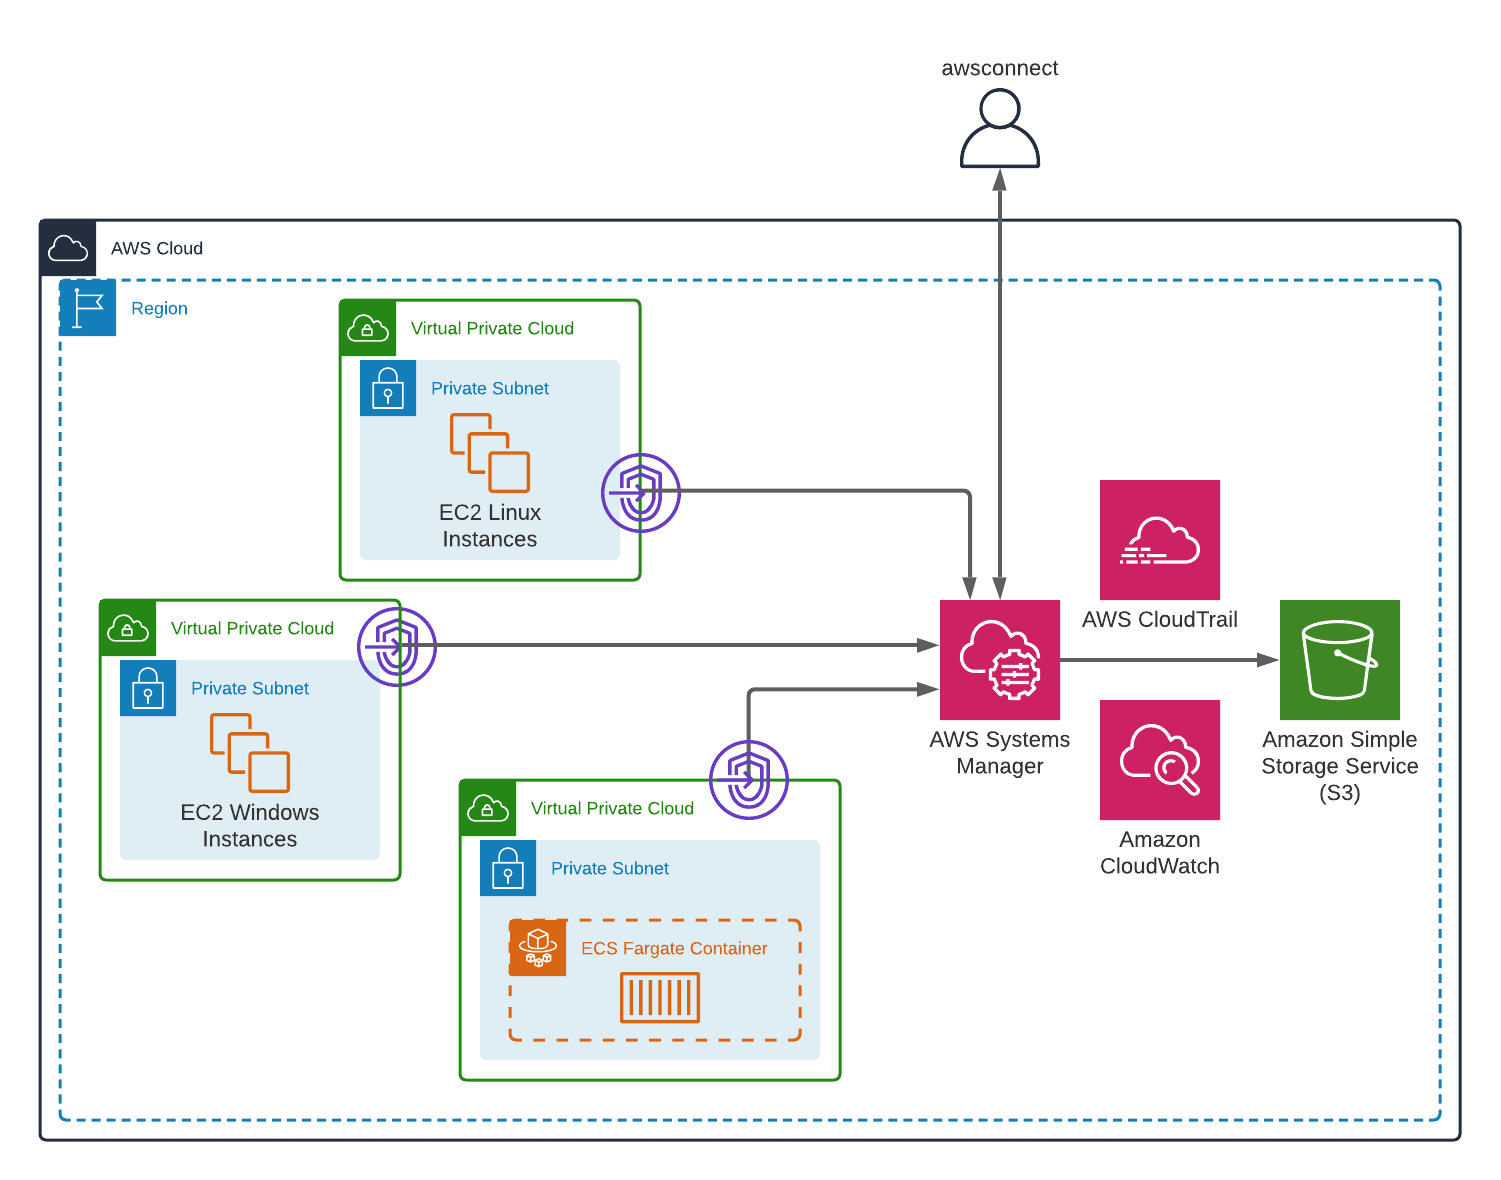 awsconnect
AWS Cloud
Region
Virtual Private Cloud
Private Subnet
EC2 Linux
Instances
Virtual Private Cloud
Private Subnet
EC2 Windows
Instances
Virtual Private Cloud
Private Subnet
ECS Fargate Container
AWS Systems
Manager
AWS CloudTrail
Amazon
CloudWatch
Amazon Simple
Storage Service
(S3)